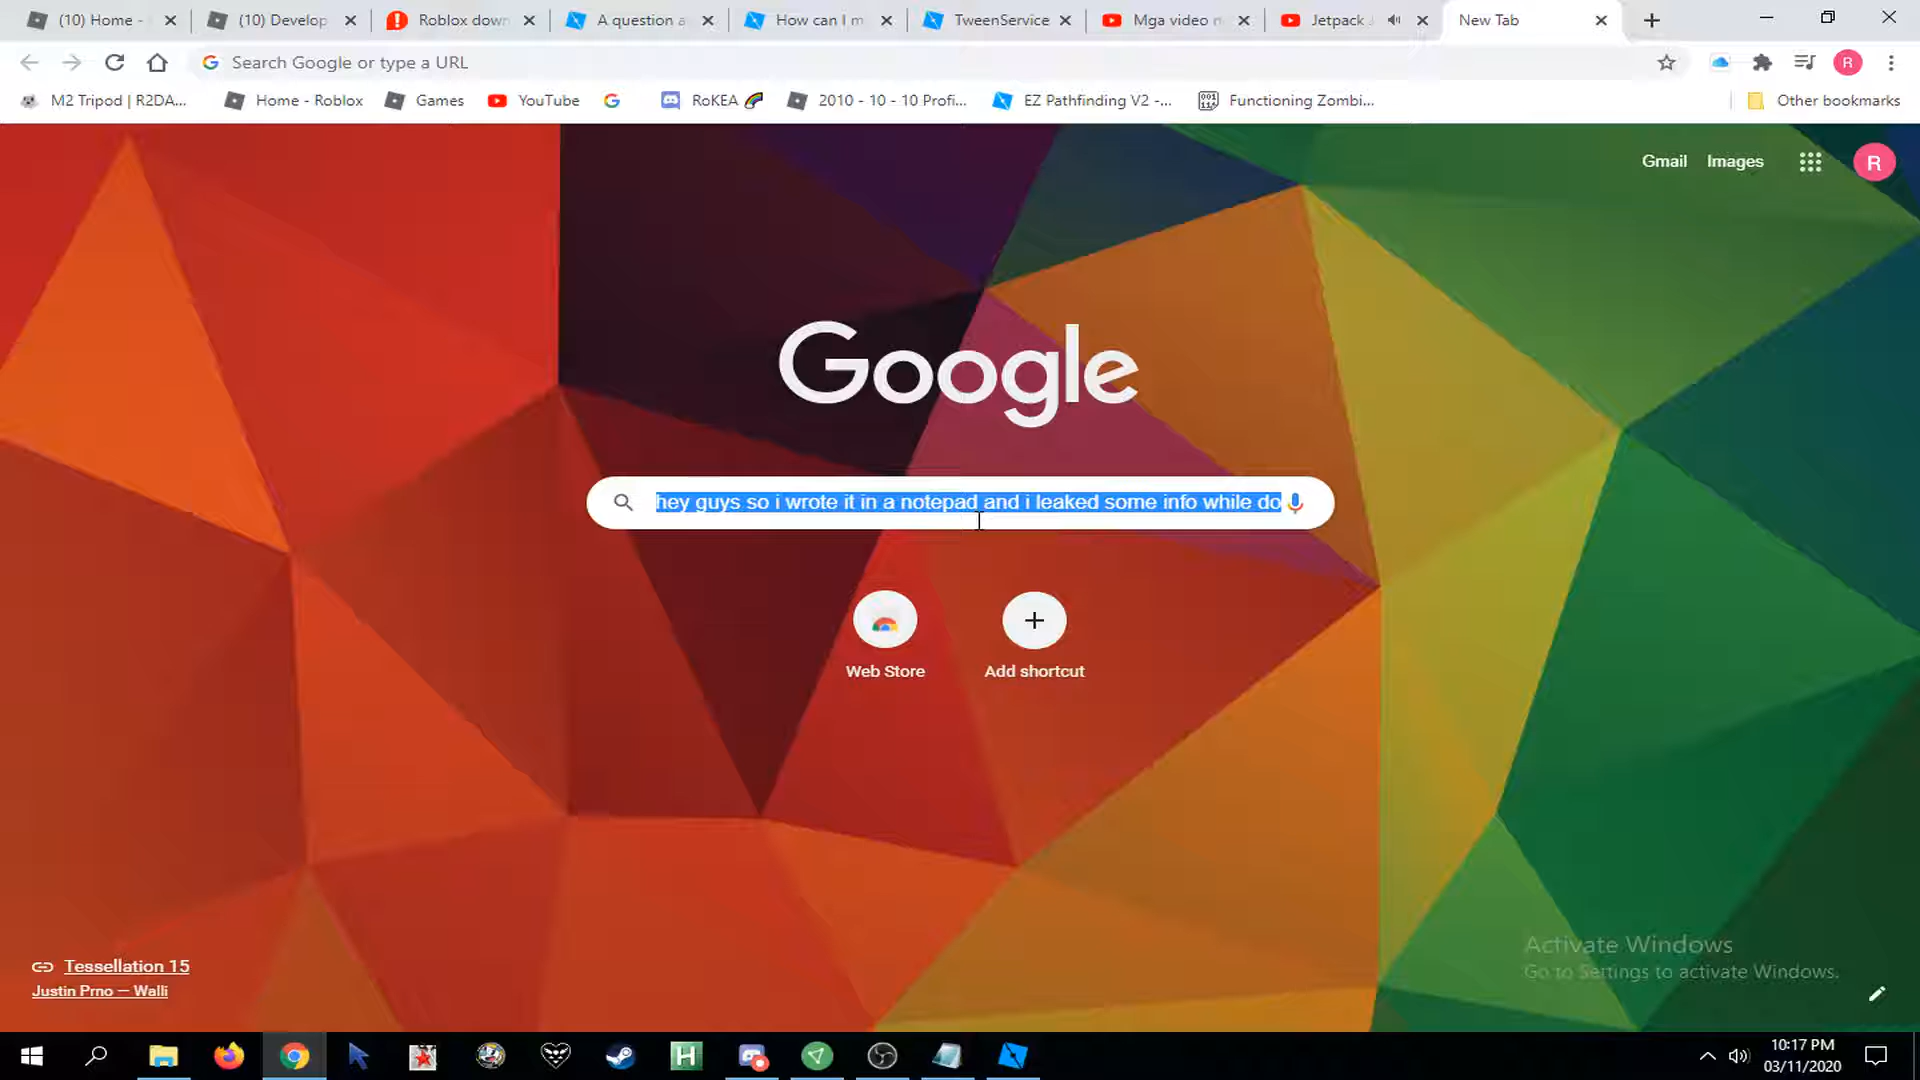 (10) Home -
(10) Develop
Roblox down
A question a
How can I m
TweenService
Mga video n
Jetpack
New Tab
Search Google or type a URL
M2 Tripod | R2DA...
Home - Roblox
Games
YouTube
RoKEA
2010 - 10 - 10 Profi...
EZ Pathfinding V2 -...
Functioning Zombi...
Other bookmarks
R
Gmail
Images
R
Google
hey guys so i wrote it in a notepad and i leaked some info while do
Web Store
Add shortcut
Tessellation 15
Justin Prno — Walli
Activate Windows
Go to Settings to activate Windows.
H
10:17 PM
03/11/2020